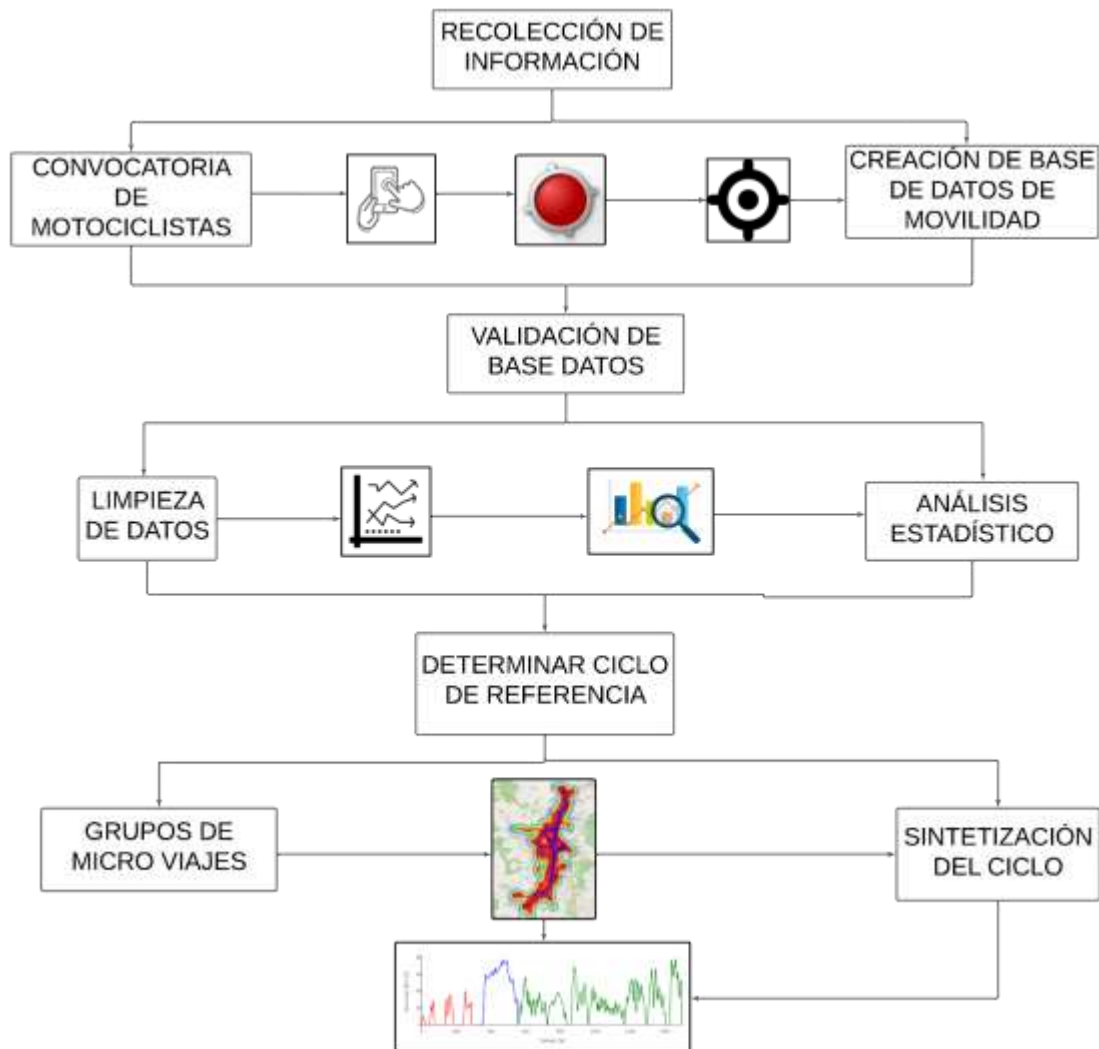 RECOLECCIÓN DE
INFORMACIÓN
CONVOCATORIA
DE
MOTOCICLISTAS
CREACIÓN DE BASE
DE DATOS DE
MOVILIDAD
VALIDACIÓN DE
BASE DATOS
LIMPIEZA
DE DATOS
ANÁLISIS
ESTADÍSTICO
DETERMINAR CICLO
DE REFERENCIA
GRUPOS DE
MICRO VIAJES
SINTETIZACIÓN
DEL CICLO